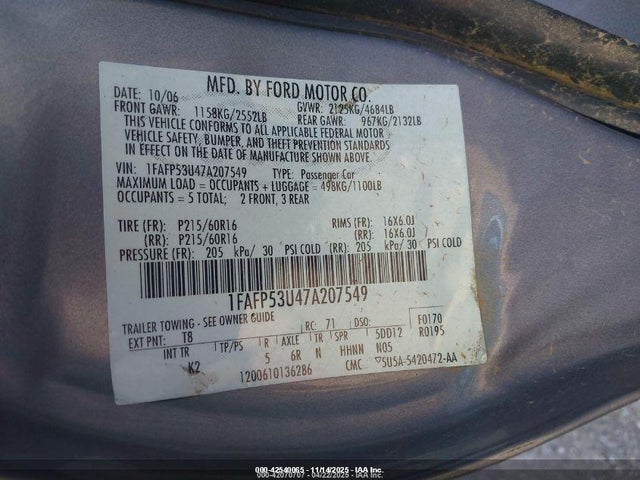 MFD. BY FORD MOTOR CO.
DATE: 10/06 GVWR: 2125KG/4684LB
FRONT GAWR: 1158KG/2552LB REAR GAWR: 967KG/2132LB
THIS VEHICLE CONFORMS TO ALL APPLICABLE FEDERAL MOTOR
VEHICLE SAFETY, BUMPER, AND THEFT PREVENTION STANDARDS
IN EFFECT ON THE DATE OF MANUFACTURE SHOWN ABOVE.
VIN: 1FAFP53U47A207549 TYPE: Passenger Car
MAXIMUM LOAD = OCCUPANTS + LUGGAGE = 498KG/1100LB
OCCUPANTS = 5 TOTAL; 2 FRONT, 3 REAR
TIRE (FR): P215/60R16 RIMS (FR): 16X6.0J
(RR): P215/60R16 (RR): 16X6.0J
PRESSURE (FR): 205 kPa/ 30 PSI COLD (RR): 205 kPa/ 30 PSI COLD
1FAFP53U47A207549
TRAILER TOWING - SEE OWNER GUIDE
EXT PNT: T8 RC: 71 DSO: F0170
INT TR TP/PS R AXLE TR SPR 5DD12 R0195
K2 5 6R N HHNN N05
1200610136286 CMC 5U5A-5420472-AA
000-42540065 - 11/14/2025 - IAA Inc.
000-42070707 - 04/22/2025 - IAA Inc.